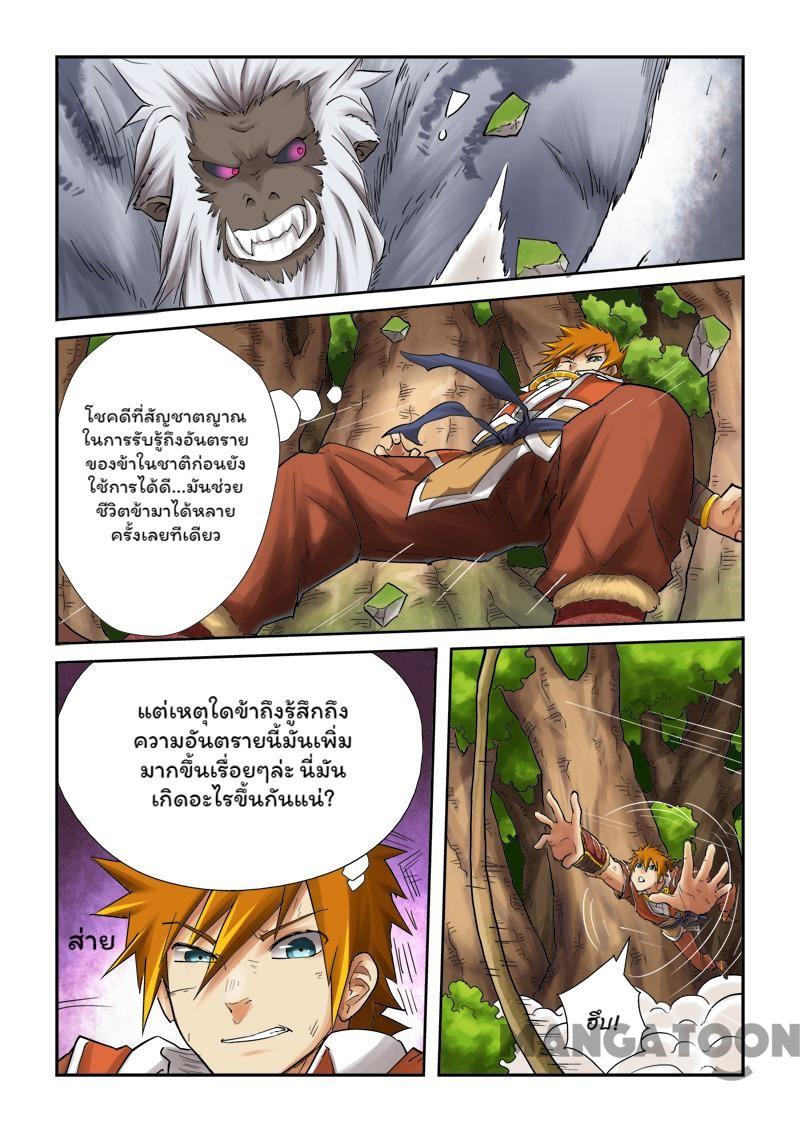 โชคดีที่สัญชาตญาณ
ในการรับรู้ถึงอันตราย
ของข้าในชาติก่อนยัง
ใช้การได้ดี...มันช่วย
ชีวิตข้ามาได้หลาย
ครั้งเลยทีเดียว
แต่เหตุใดข้าถึงรู้สึกถึง
ความอันตรายนี้มันเพิ่ม
มากขึ้นเรื่อยๆล่ะ นี่มัน
เกิดอะไรขึ้นกันแน่?
ส่าย
ฮึบ!
MANGATOON